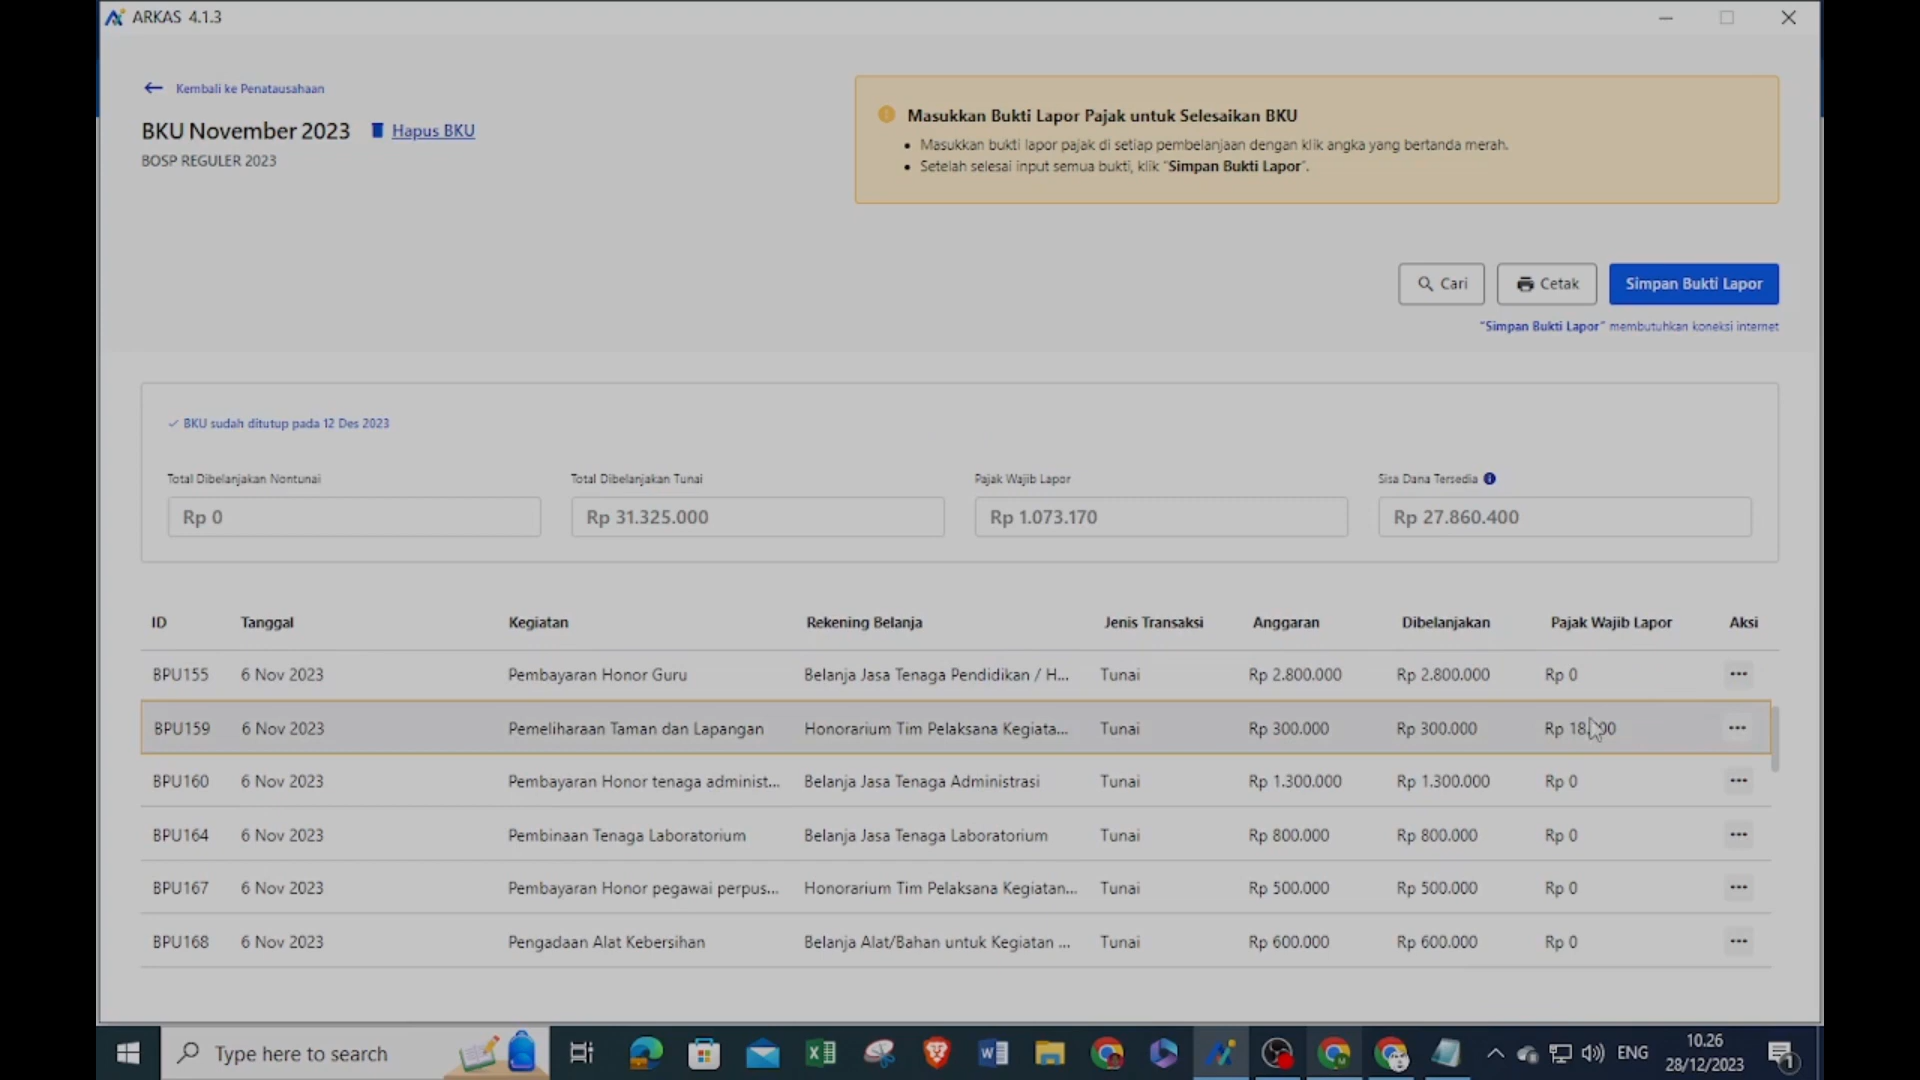 ARKAS 4.1.3
Kembali ke Penatausahaan
BKU November 2023 Hapus BKU
BOSP REGULER 2023
Masukkan Bukti Lapor Pajak untuk Selesaikan BKU
• Masukkan bukti lapor pajak di setiap pembelanjaan dengan klik angka yang bertanda merah.
• Setelah selesai input semua bukti, klik "Simpan Bukti Lapor".
Cari Cetak Simpan Bukti Lapor
"Simpan Bukti Lapor" membutuhkan koneksi internet
BKU sudah ditutup pada 12 Des 2023
Total Dibelanjakan Nontunai Total Dibelanjakan Tunai Pajak Wajib Lapor Sisa Dana Tersedia
Rp 0 Rp 31.325.000 Rp 1.073.170 Rp 27.860.400
ID Tanggal Kegiatan Rekening Belanja Jenis Transaksi Anggaran Dibelanjakan Pajak Wajib Lapor Aksi
BPU155 6 Nov 2023 Pembayaran Honor Guru Belanja Jasa Tenaga Pendidikan / H... Tunai Rp 2.800.000 Rp 2.800.000 Rp 0
BPU159 6 Nov 2023 Pemeliharaan Taman dan Lapangan Honorarium Tim Pelaksana Kegiata... Tunai Rp 300.000 Rp 300.000 Rp
BPU160 6 Nov 2023 Pembayaran Honor tenaga administ... Belanja Jasa Tenaga Administrasi Tunai Rp 1.300.000 Rp 1.300.000 Rp 0
BPU164 6 Nov 2023 Pembinaan Tenaga Laboratorium Belanja Jasa Tenaga Laboratorium Tunai Rp 800.000 Rp 800.000 Rp 0
BPU167 6 Nov 2023 Pembayaran Honor pegawai perpus... Honorarium Tim Pelaksana Kegiatan... Tunai Rp 500.000 Rp 500.000 Rp 0
BPU168 6 Nov 2023 Pengadaan Alat Kebersihan Belanja Alat/Bahan untuk Kegiatan ... Tunai Rp 600.000 Rp 600.000 Rp 0
Type here to search
ENG
10.26
28/12/2023
1